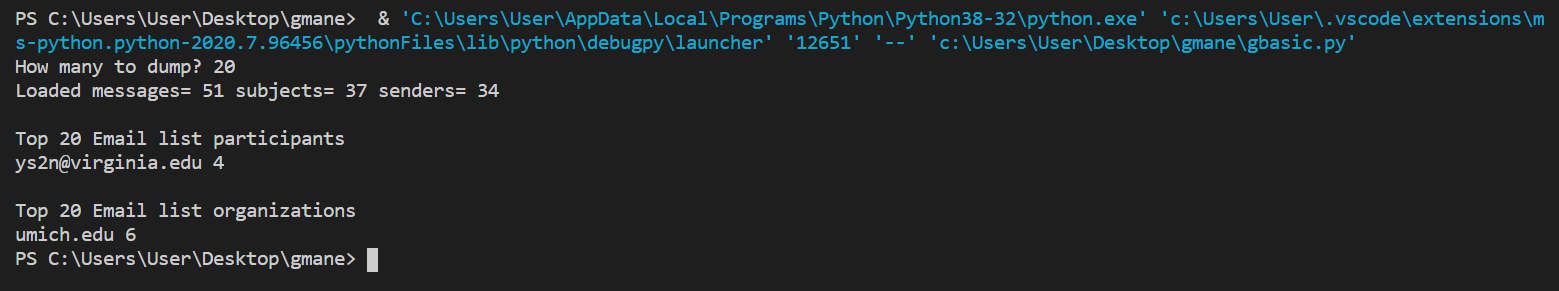 PS C:\Users\User\Desktop\gmane>  & 'C:\Users\User\AppData\Local\Programs\Python\Python38-32\python.exe' 'c:\Users\User\.vscode\extensions\m
s-python.python-2020.7.96456\pythonFiles\lib\python\debugpy\launcher' '12651' '--' 'c:\Users\User\Desktop\gmane\gbasic.py'
How many to dump? 20
Loaded messages= 51 subjects= 37 senders= 34

Top 20 Email list participants
ys2n@virginia.edu 4

Top 20 Email list organizations
umich.edu 6
PS C:\Users\User\Desktop\gmane>